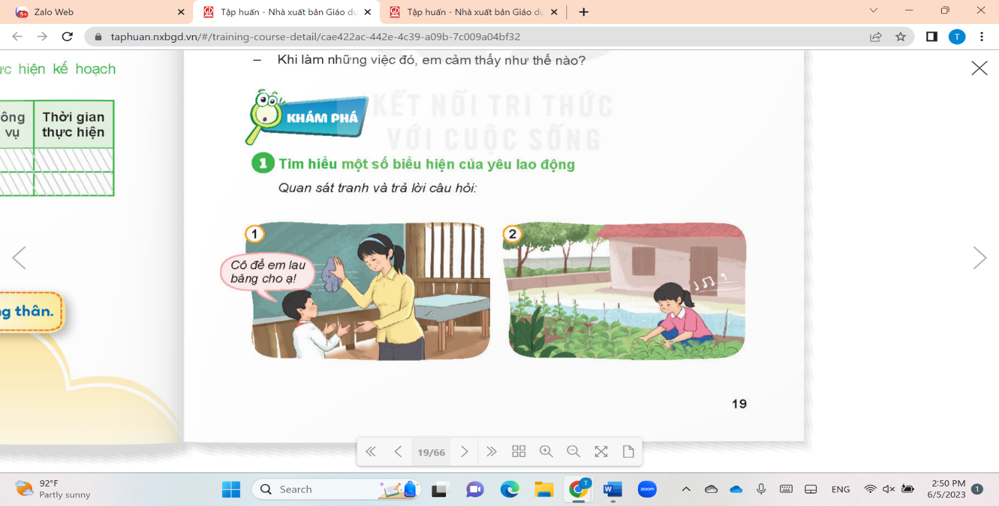 Zalo Web
Tập huấn - Nhà xuất bản Giáo dụ
Tập huấn - Nhà xuất bản Giáo dụ
taphuan.nxbgd.vn/#/training-course-detail/cae422ac-442e-4c39-a09b-7c009a04bf32
T
ực hiện kế hoạch
ông
vụ
Thời gian
thực hiện
g thân.
– Khi làm những việc đó, em cảm thấy như thế nào?
KẾT NỐI TRI THỨC
VỚI CUỘC SỐNG
KHÁM PHÁ
1 Tìm hiểu một số biểu hiện của yêu lao động
Quan sát tranh và trả lời câu hỏi:
1
Cô để em lau
bảng cho ạ!
2
19
19/66
92°F
Partly sunny
Search
T
zoom
ENG
2:50 PM
6/5/2023
1